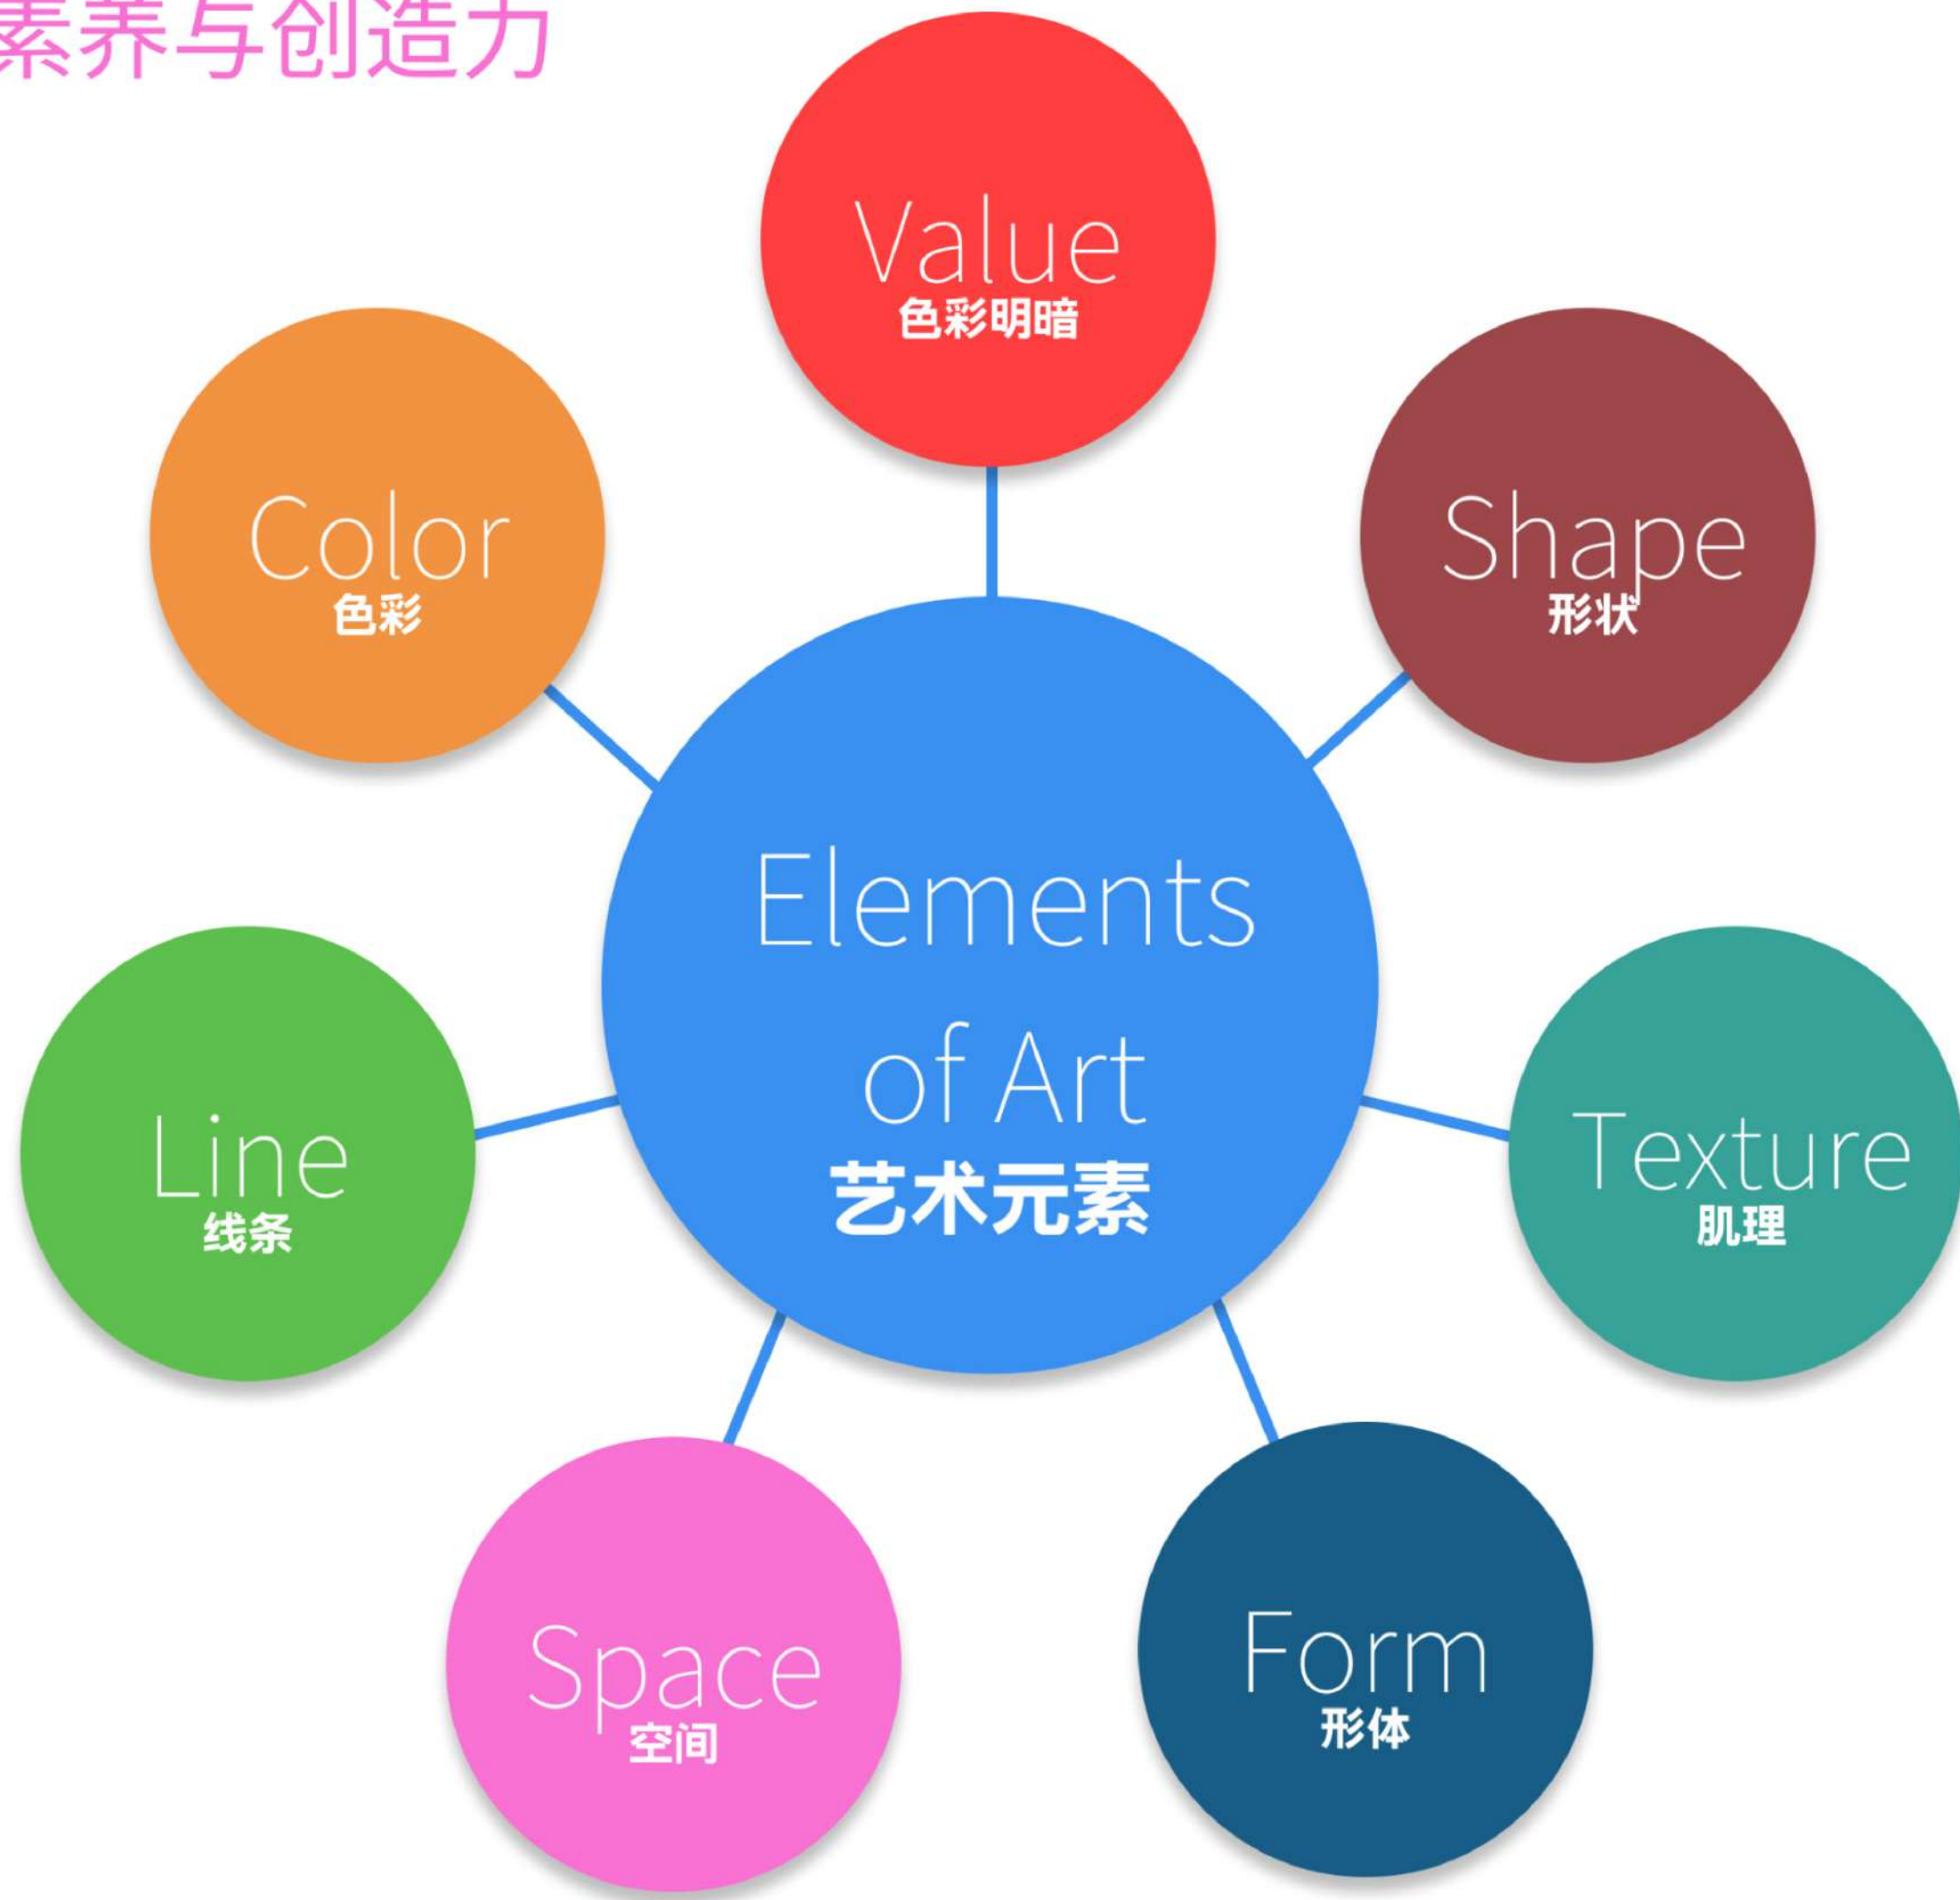 素养与创造力
Value
色彩明暗
Color
色彩
Shape
形状
Elements
of Art
艺术元素
Line
线条
Texture
肌理
Space
空间
Form
形体